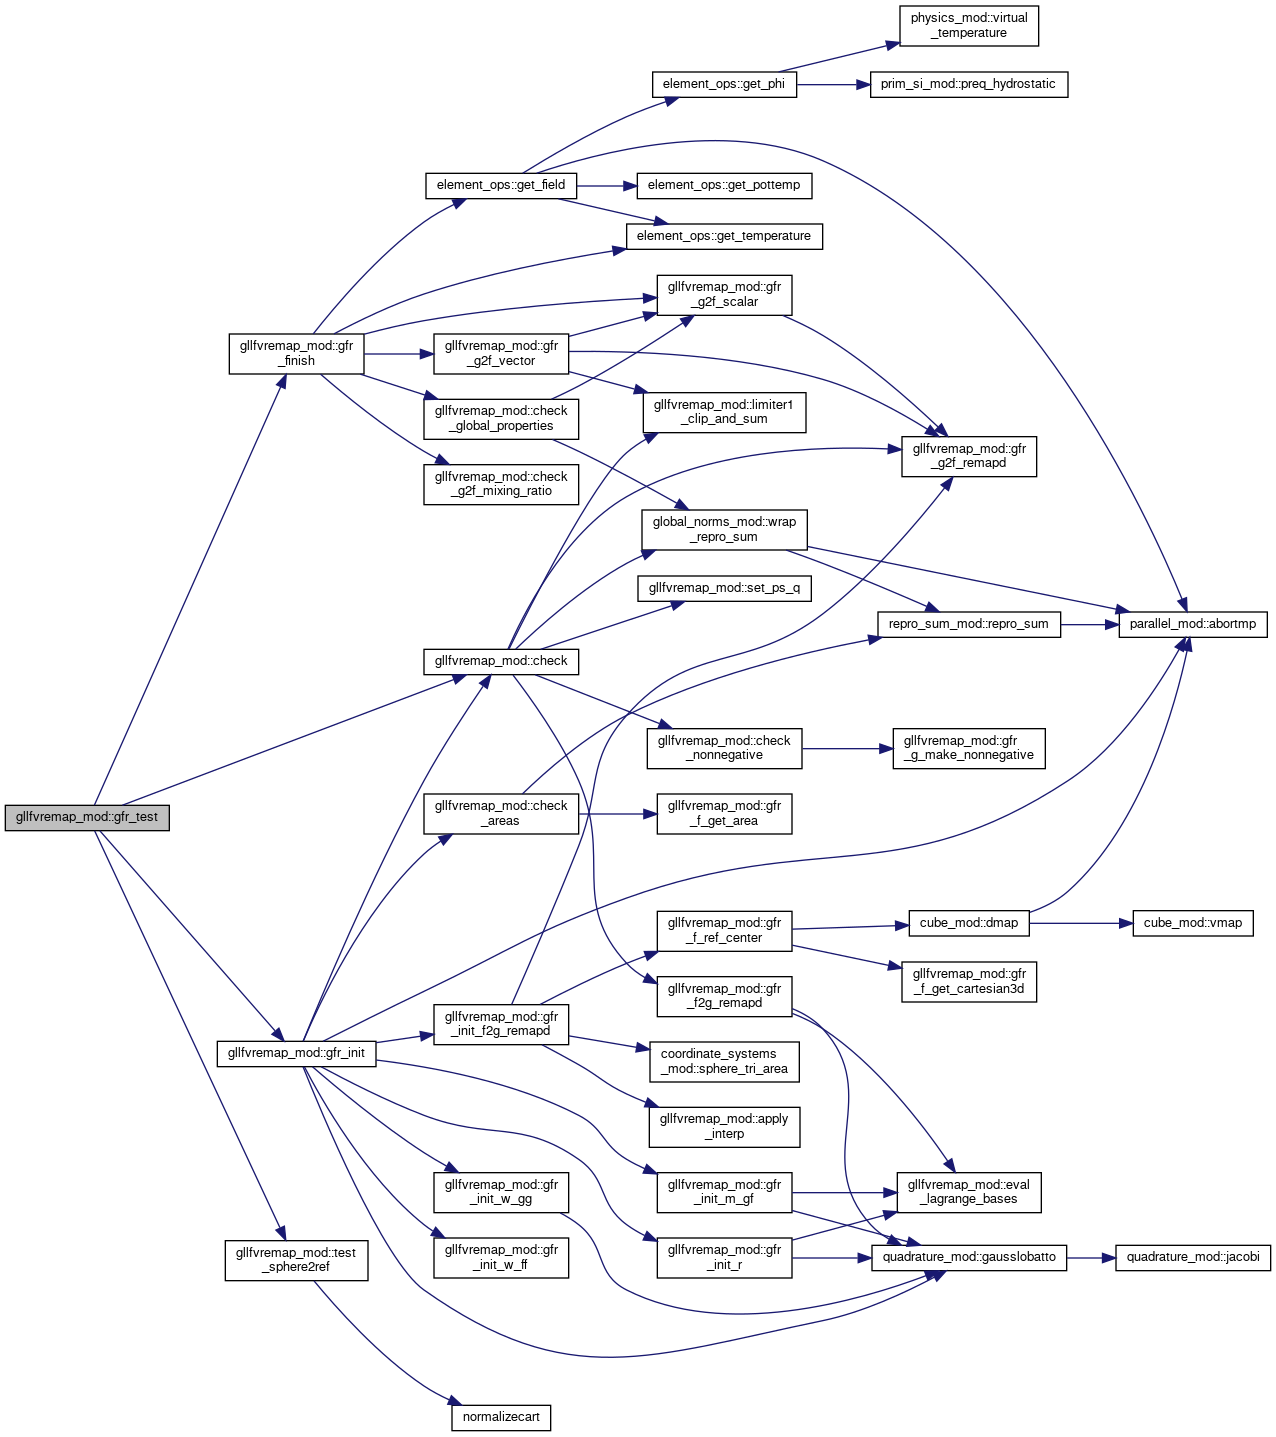 physics_mod::virtual
_temperature
element_ops::get_phi
prim_si_mod::preq_hydrostatic
element_ops::get_field
element_ops::get_pottemp
element_ops::get_temperature
gllfvremap_mod::gfr
_g2f_scalar
gllfvremap_mod::gfr
_finish
gllfvremap_mod::gfr
_g2f_vector
gllfvremap_mod::limiter1
_clip_and_sum
gllfvremap_mod::check
_global_properties
gllfvremap_mod::gfr
_g2f_remapd
gllfvremap_mod::check
_g2f_mixing_ratio
global_norms_mod::wrap
_repro_sum
gllfvremap_mod::set_ps_q
repro_sum_mod::repro_sum
parallel_mod::abortmp
gllfvremap_mod::check
gllfvremap_mod::check
_nonnegative
gllfvremap_mod::gfr
_g_make_nonnegative
gllfvremap_mod::gfr_test
gllfvremap_mod::check
_areas
gllfvremap_mod::gfr
_f_get_area
gllfvremap_mod::gfr
_f_ref_center
cube_mod::dmap
cube_mod::vmap
gllfvremap_mod::gfr
_f_get_cartesian3d
gllfvremap_mod::gfr
_f2g_remapd
gllfvremap_mod::gfr
_init_f2g_remapd
gllfvremap_mod::gfr_init
coordinate_systems
_mod::sphere_tri_area
gllfvremap_mod::apply
_interp
gllfvremap_mod::gfr
_init_w_gg
gllfvremap_mod::gfr
_init_m_gf
gllfvremap_mod::eval
_lagrange_bases
gllfvremap_mod::test
_sphere2ref
gllfvremap_mod::gfr
_init_w_ff
gllfvremap_mod::gfr
_init_r
quadrature_mod::gausslobatto
quadrature_mod::jacobi
normalizecart